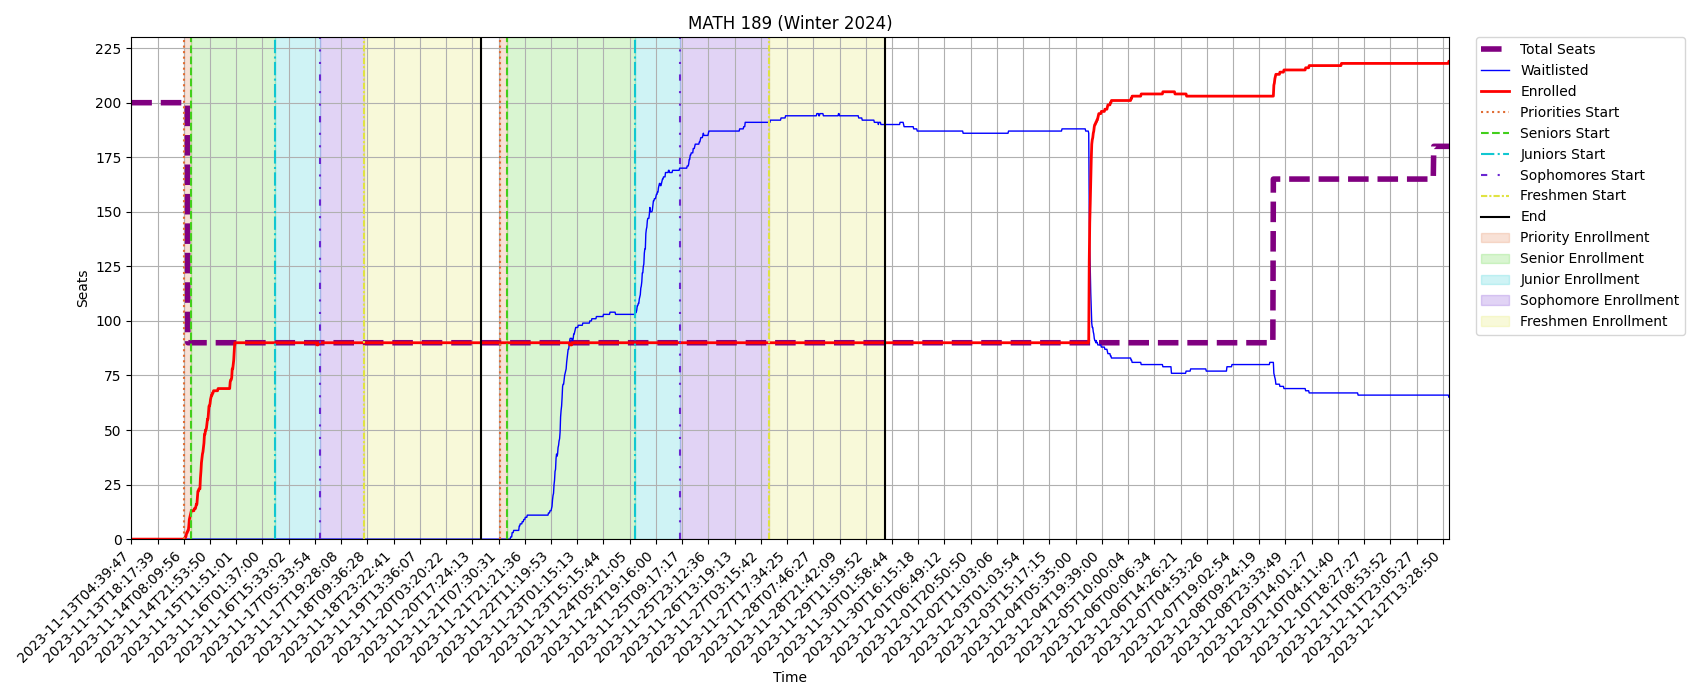 MATH 189 (Winter 2024)
Seats
225
200
175
150
125
100
75
50
25
0
2023-11-13T04:39:47
2023-11-13T18:17:39
2023-11-14T08:09:56
2023-11-14T21:53:50
2023-11-15T11:51:01
2023-11-16T01:37:00
2023-11-16T15:33:02
2023-11-17T05:33:54
2023-11-17T19:28:08
2023-11-18T09:36:28
2023-11-18T23:22:41
2023-11-19T13:36:07
2023-11-20T03:20:22
2023-11-20T17:24:13
2023-11-21T07:30:31
2023-11-21T21:21:36
2023-11-22T11:19:53
2023-11-23T01:15:13
2023-11-23T15:15:44
2023-11-24T05:21:05
2023-11-24T19:16:00
2023-11-25T09:17:17
2023-11-25T23:12:36
2023-11-26T13:19:13
2023-11-27T03:15:42
2023-11-27T17:34:25
2023-11-28T07:46:27
2023-11-28T21:42:09
2023-11-29T11:59:52
2023-11-30T01:58:44
2023-11-30T16:15:18
2023-12-01T06:49:12
2023-12-01T20:50:50
2023-12-02T11:03:06
2023-12-03T01:03:54
2023-12-03T15:17:15
2023-12-04T05:35:00
2023-12-04T19:39:00
2023-12-05T10:00:04
2023-12-06T00:06:34
2023-12-06T14:26:21
2023-12-07T04:53:26
2023-12-07T19:02:54
2023-12-08T09:24:19
2023-12-08T23:33:49
2023-12-09T14:01:27
2023-12-10T04:11:40
2023-12-10T18:27:27
2023-12-11T08:53:52
2023-12-11T23:05:27
2023-12-12T13:28:50
Time
Total Seats
Waitlisted
Enrolled
Priorities Start
Seniors Start
Juniors Start
Sophomores Start
Freshmen Start
End
Priority Enrollment
Senior Enrollment
Junior Enrollment
Sophomore Enrollment
Freshmen Enrollment